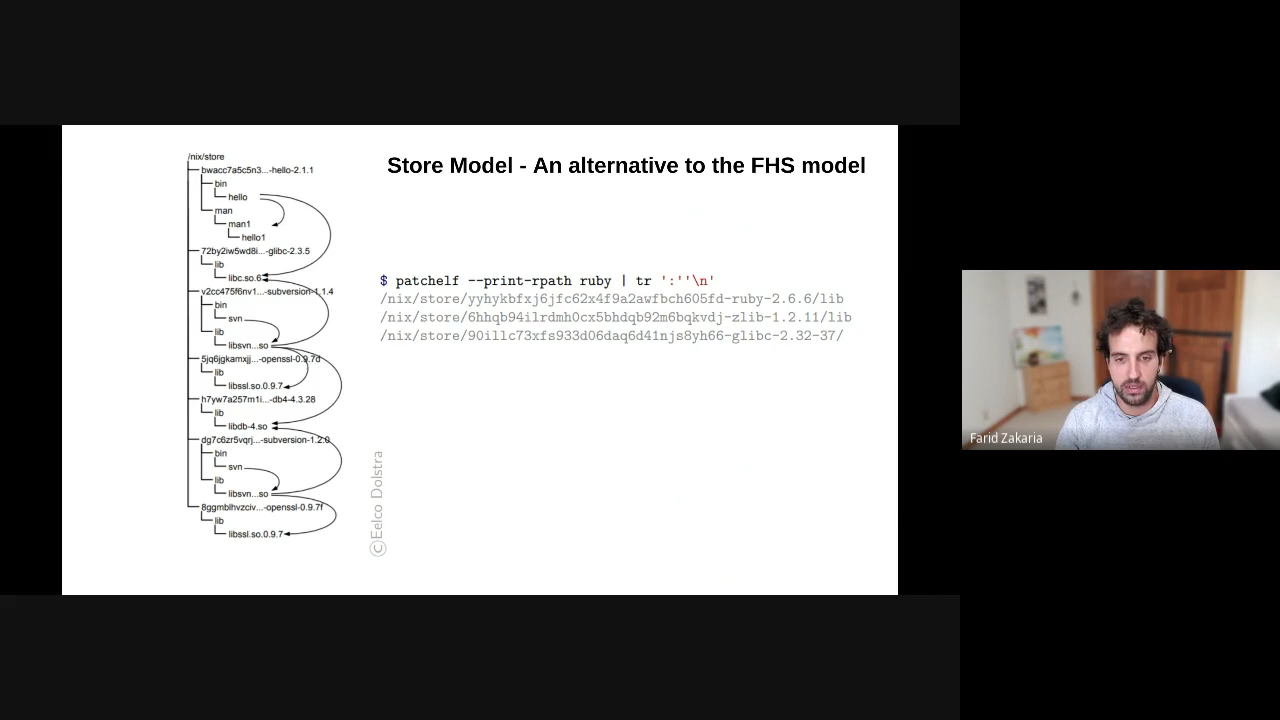 Store Model - An alternative to the FHS model
/nix/store
bwacc7a5c5n3...-hello-2.1.1
bin
hello
man
man1
hello1
72by2iw5wd8i...-glibc-2.3.5
lib
libc.so.6
v2cc475f6nv1...-subversion-1.1.4
bin
svn
lib
libsvn...so
5jq6jgkamxjj...-openssl-0.9.7d
lib
libssl.so.0.9.7
h7yw7a257m1i...-db4-4.3.28
lib
libdb-4.so
dg7c6zr5vqrj...-subversion-1.2.0
bin
svn
lib
libsvn...so
8ggmblhvzciv...-openssl-0.9.7f
lib
libssl.so.0.9.7
©Eelco Dolstra
$ patchelf --print-rpath ruby | tr ':''\n'
/nix/store/yyhykbfxj6jfc62x4f9a2awfbch605fd-ruby-2.6.6/lib
/nix/store/6hhqb94ilrdmh0cx5bhdqb92m6bqkvdj-zlib-1.2.11/lib
/nix/store/90illc73xfs933d06daq6d41njs8yh66-glibc-2.32-37/
Farid Zakaria